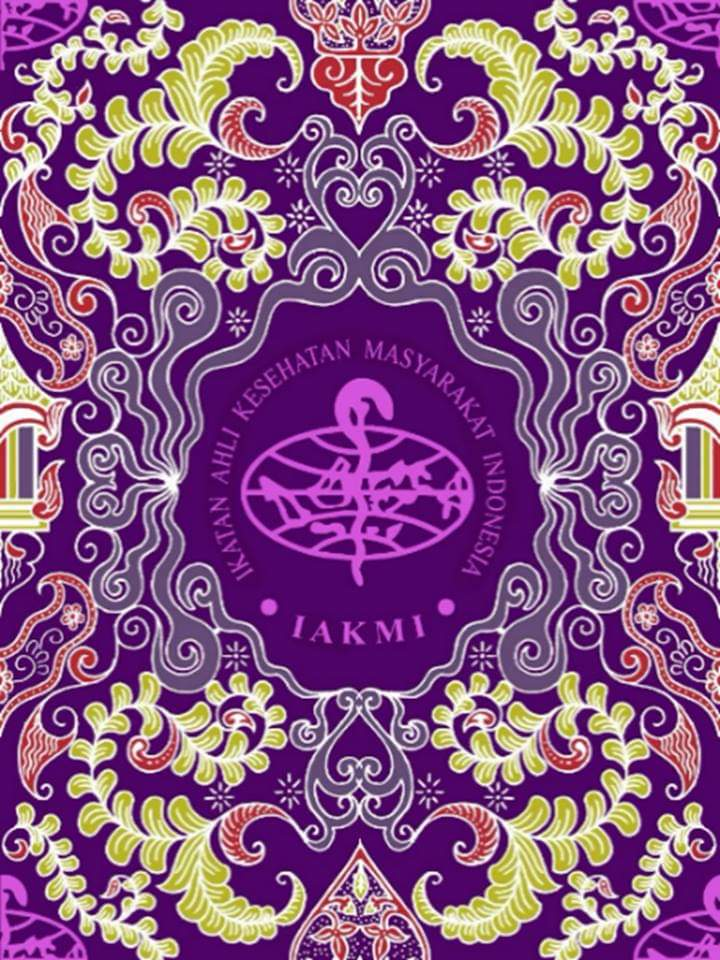 IKATAN AHLI KESEHATAN MASYARAKAT INDONESIA
• IAKMI •